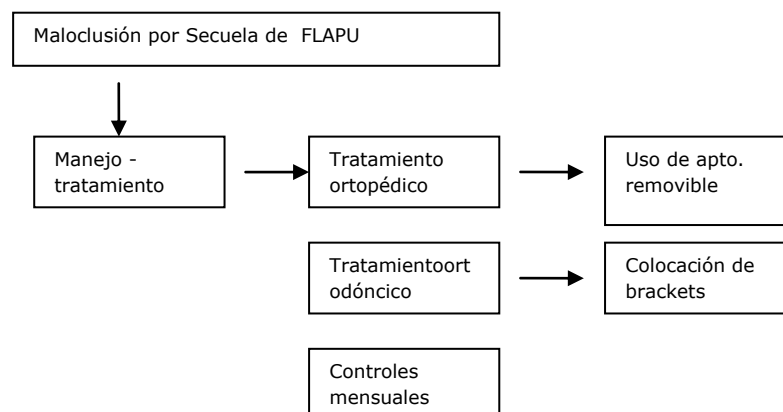 Maloclusión por Secuela de  FLAPU
Manejo -
tratamiento
Tratamiento
ortopédico
Uso de apto.
removible
Tratamientoort
odóncico
Colocación de
brackets
Controles
mensuales